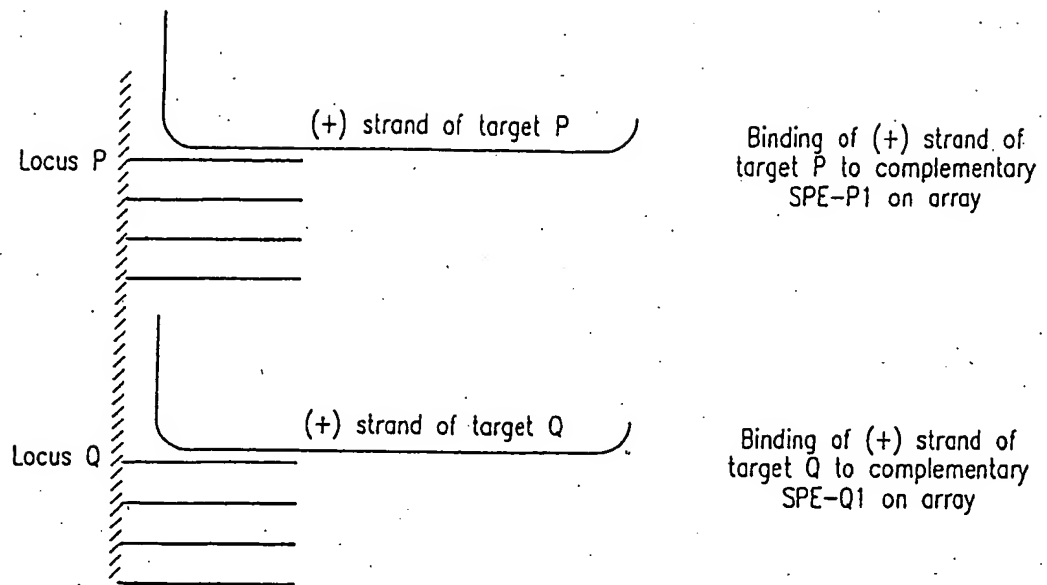 (+) strand of target P
Locus P
Binding of (+) strand of
target P to complementary
SPE-P1 on array
(+) strand of target Q
Locus Q
Binding of (+) strand of
target Q to complementary
SPE-Q1 on array